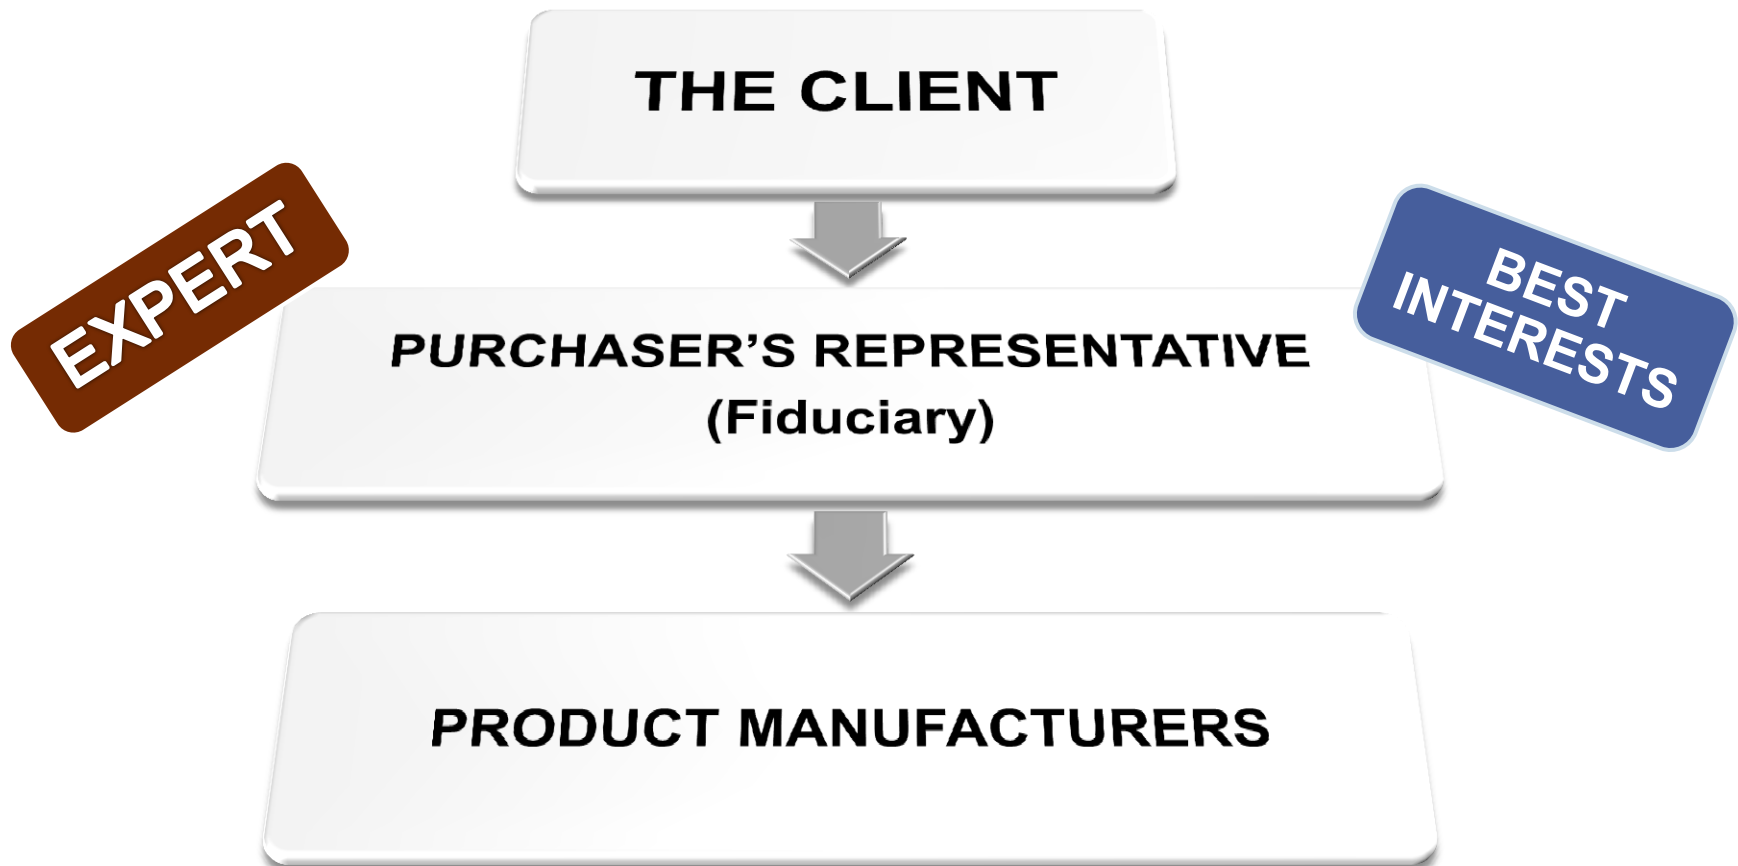 THE CLIENT
EXPERT
BEST
INTERESTS
PURCHASER’S REPRESENTATIVE
(Fiduciary)
PRODUCT MANUFACTURERS